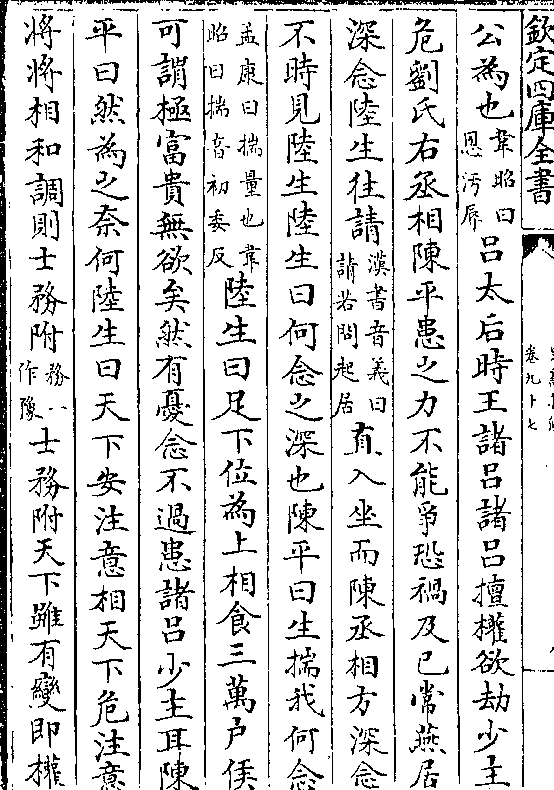 欽定四庫全書
卷九十七
公為也韋昭曰恩汚辱呂太后時王諸呂諸呂擅權欲劫少主
危劉氏右丞相陳平患之力不能爭恐禍及己常燕居
深念陸生往請漢書音義曰請若問起居直入坐而陳丞相方深念
不時見陸生陸生曰何念之深也陳平曰生揣我何念
孟康曰揣量也韋昭曰揣音初委反陸生曰足下位為上相食三萬户侯
可謂極富貴無欲矣然有憂念不過患諸呂少主耳陳
平曰然為之奈何陸生曰天下安注意相天下危注意
將將相和調則士務附務一作豫士務附天下雖有變即權